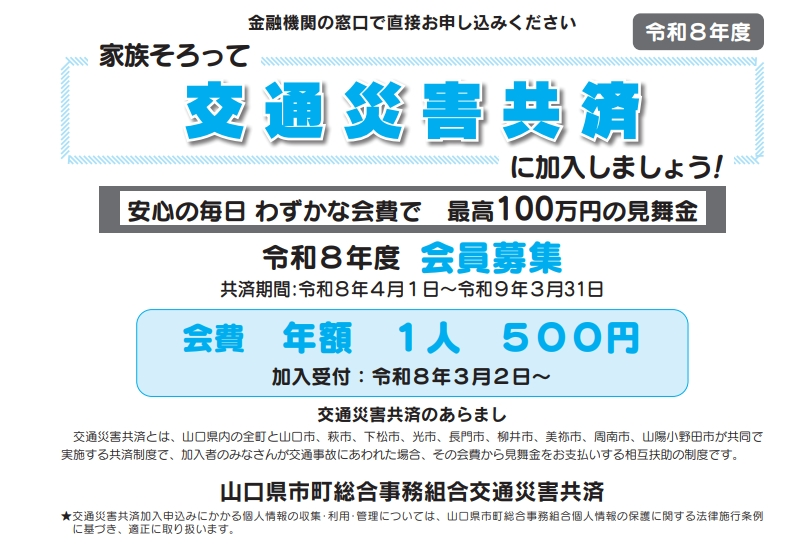 金融機関の窓口で直接お申し込みください
令和８年度
家族そろって
交通災害共済
に加入しましょう!
安心の毎日 わずかな会費で　最高100万円の見舞金
令和８年度 会員募集
共済期間:令和８年４月１日～令和９年３月31日
会費　年額　１人　５００円
加入受付：令和８年３月２日～
交通災害共済のあらまし
交通災害共済とは、山口県内の全町と山口市、萩市、下松市、光市、長門市、柳井市、美祢市、周南市、山陽小野田市が共同で
実施する共済制度で、加入者のみなさんが交通事故にあわれた場合、その会費から見舞金をお支払いする相互扶助の制度です。
山口県市町総合事務組合交通災害共済
★交通災害共済加入申込みにかかる個人情報の収集・利用・管理については、山口県市町総合事務組合個人情報の保護に関する法律施行条例
に基づき、適正に取り扱います。